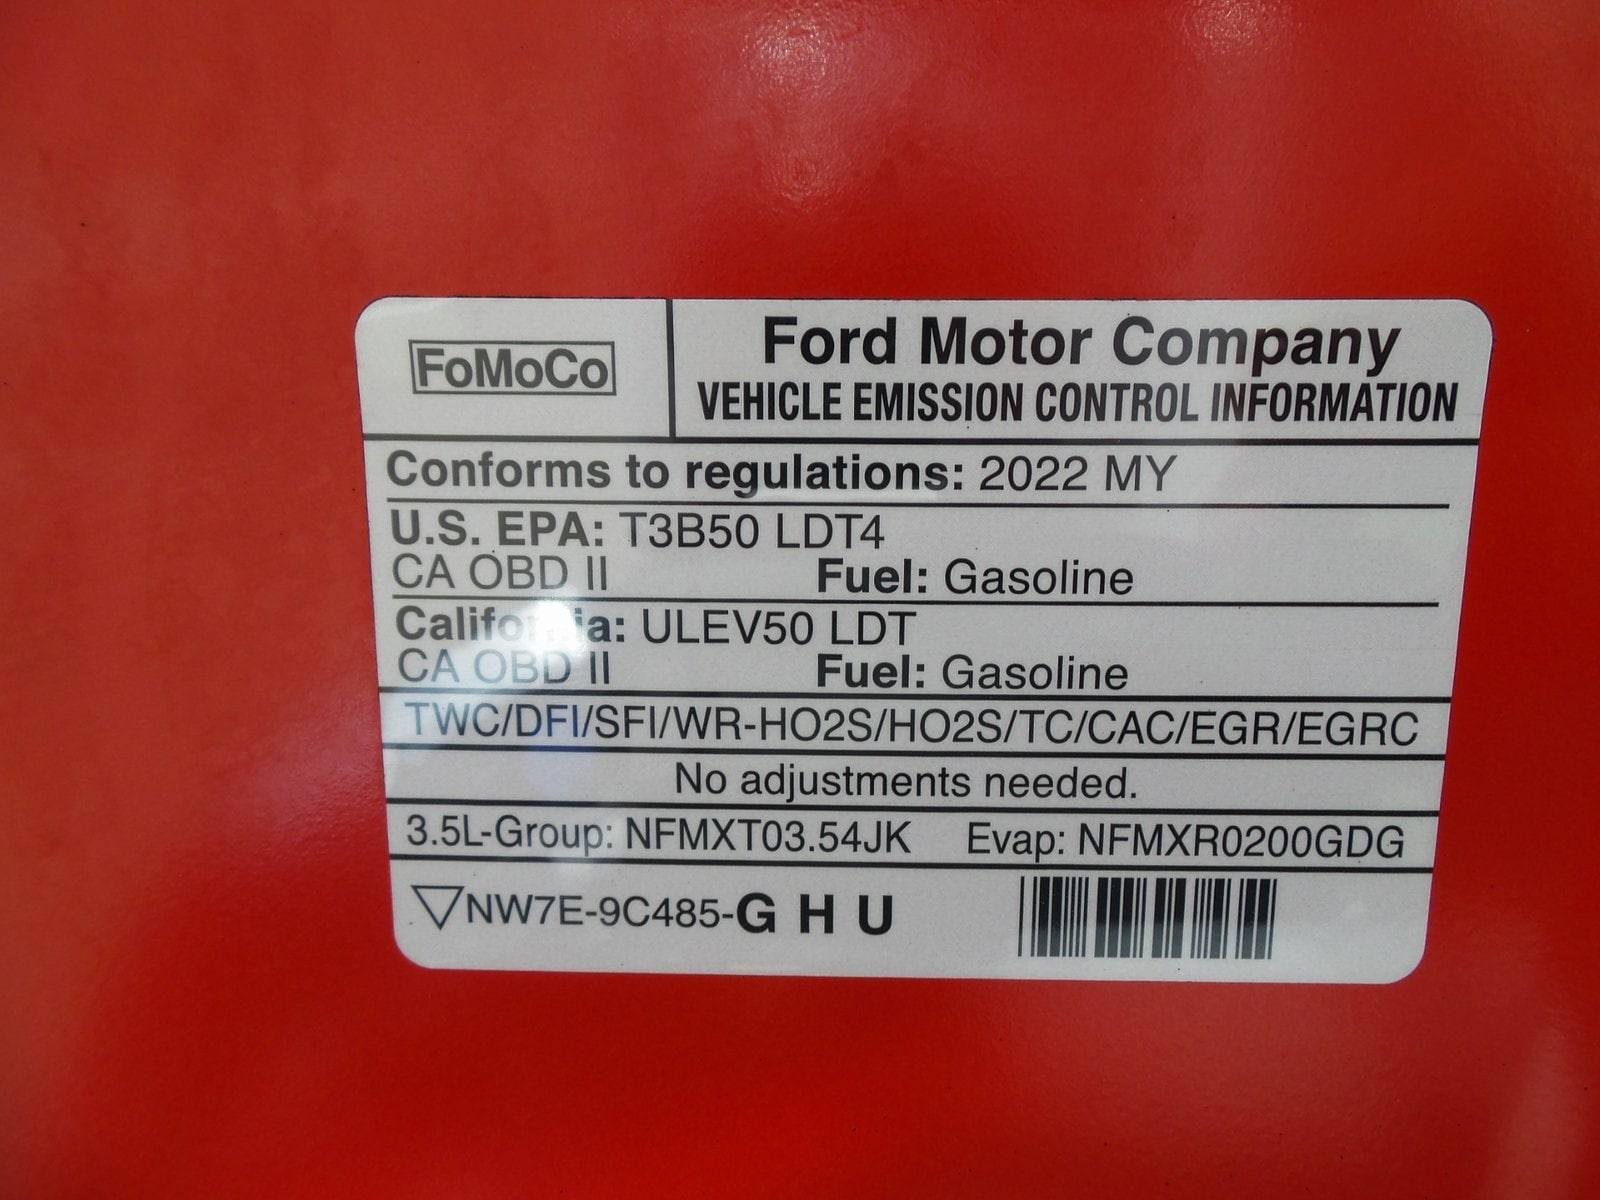 FoMoCo
Ford Motor Company
VEHICLE EMISSION CONTROL INFORMATION
Conforms to regulations: 2022 MY
U.S. EPA: T3B50 LDT4
CA OBD II Fuel: Gasoline
California: ULEV50 LDT
CA OBD II Fuel: Gasoline
TWC/DFI/SFI/WR-HO2S/HO2S/TC/CAC/EGR/EGRC
No adjustments needed.
3.5L-Group: NFMXT03.54JK Evap: NFMXR0200GDG
▽NW7E-9C485-G H U